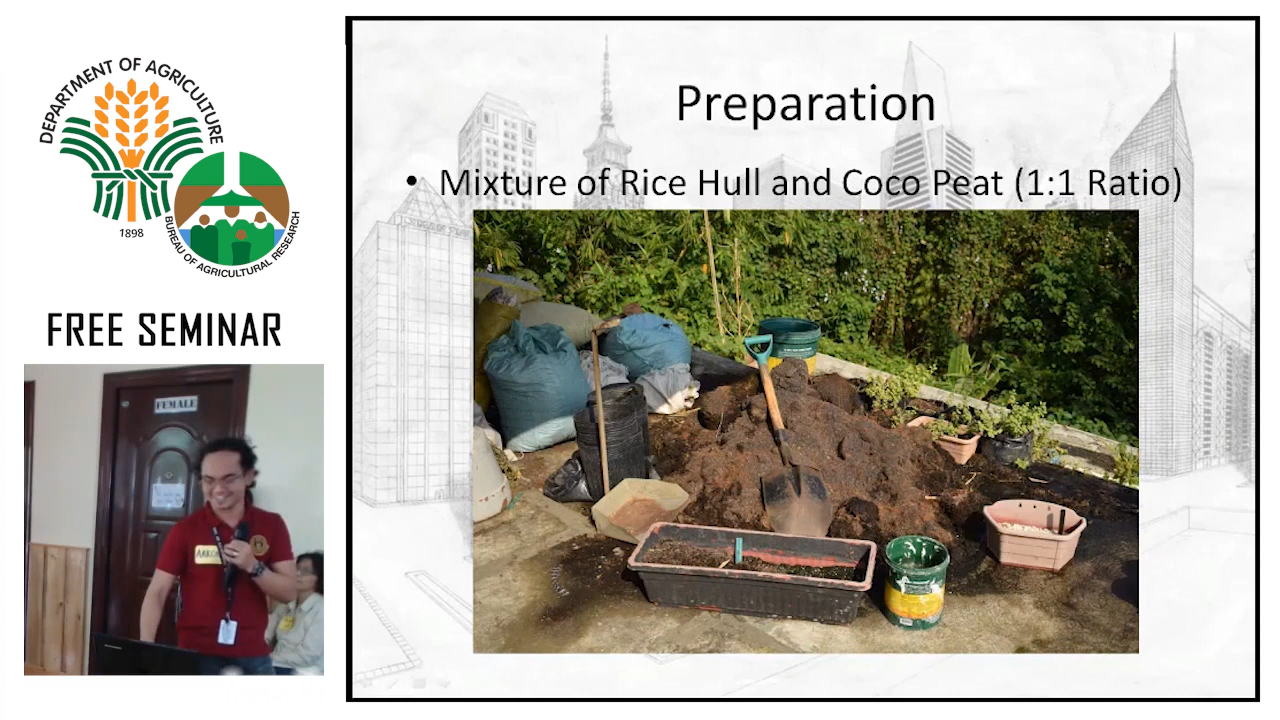 DEPARTMENT OF AGRICULTURE
1898
BUREAU OF AGRICULTURAL RESEARCH
FREE SEMINAR
FEMALE
Preparation
• Mixture of Rice Hull and Coco Peat (1:1 Ratio)